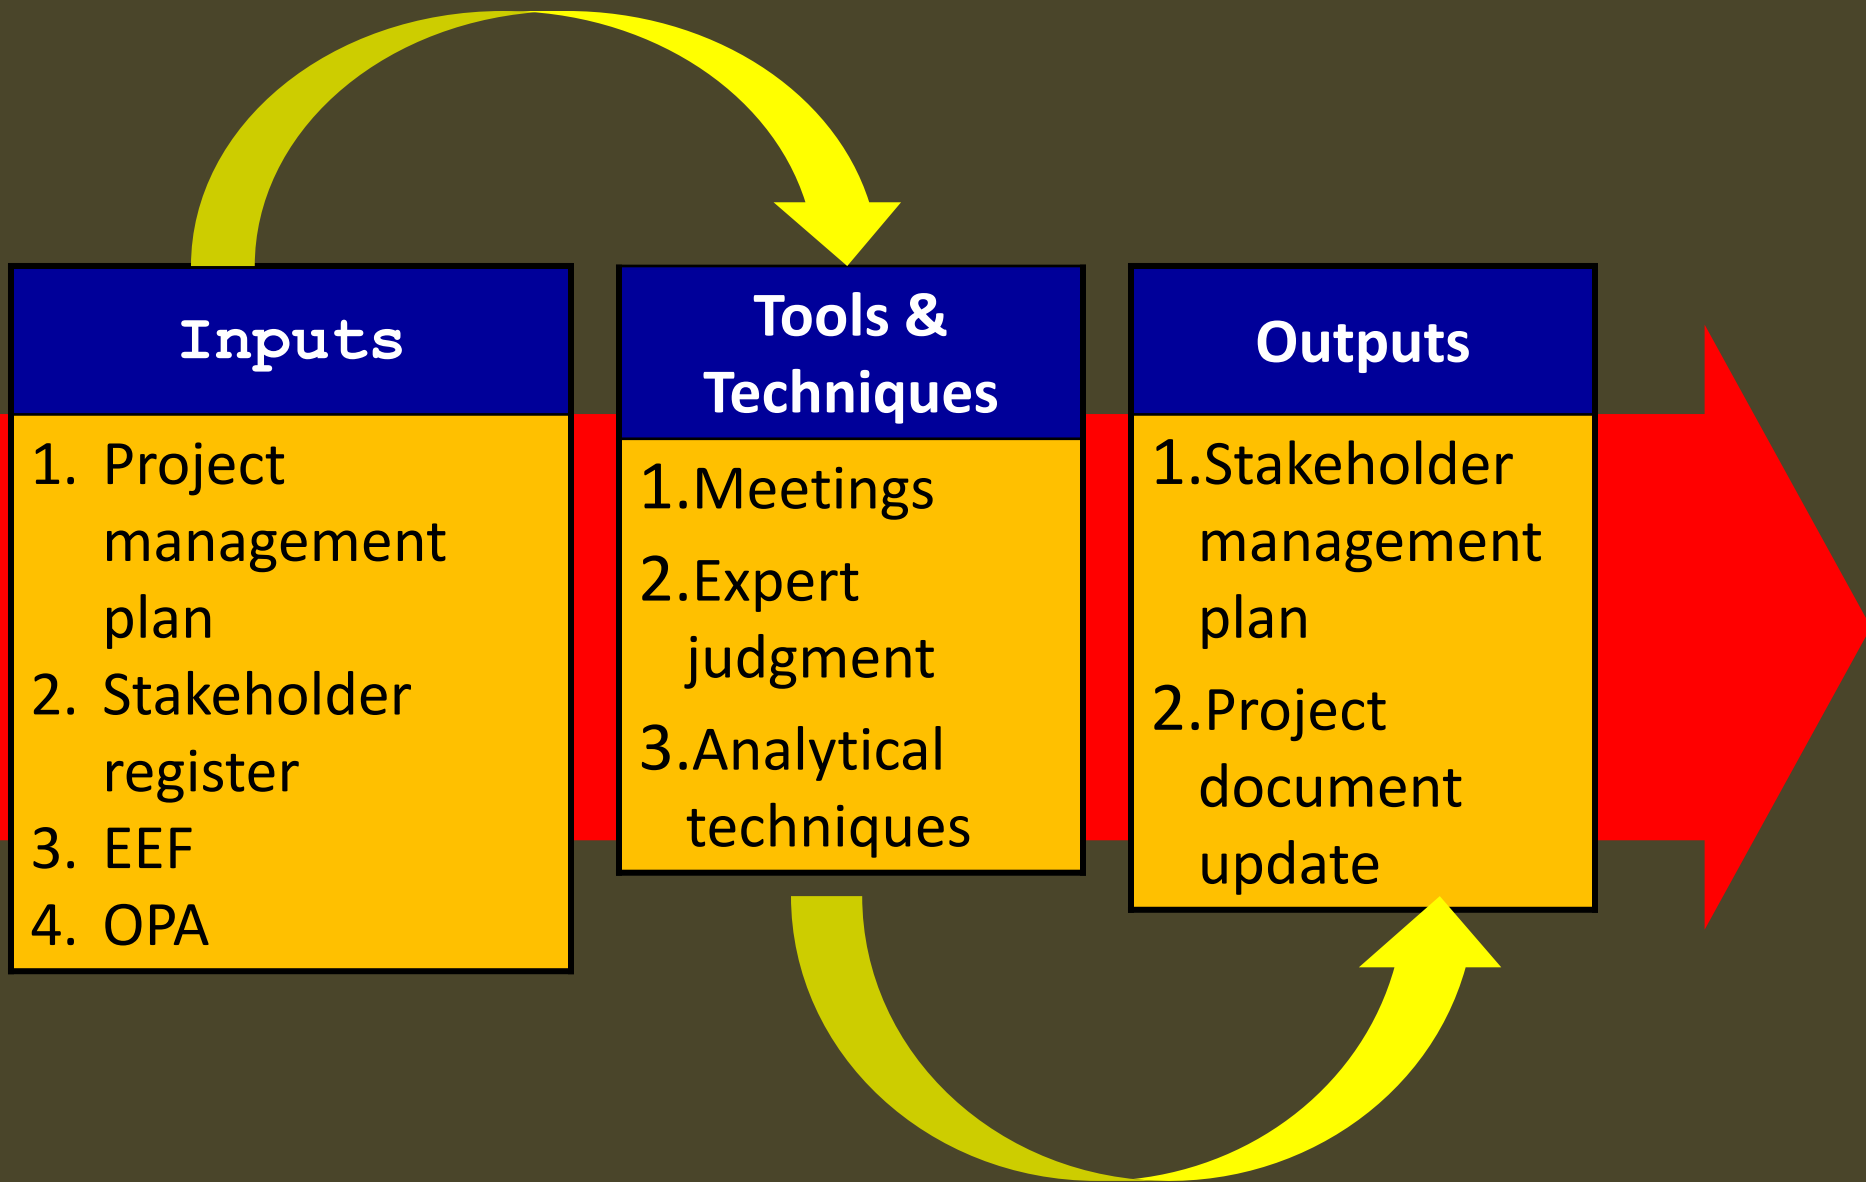 Inputs
1. Project
management
plan
2. Stakeholder
register
3. EEF
4. OPA
Tools &
Techniques
1.Meetings
2.Expert
judgment
3.Analytical
techniques
Outputs
1.Stakeholder
management
plan
2.Project
document
update